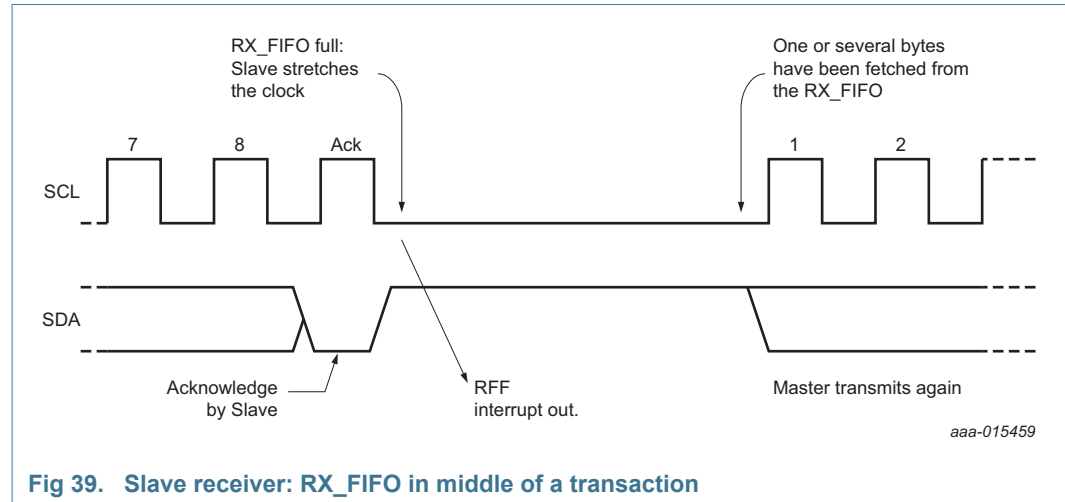 RX_FIFO full:
Slave stretches
the clock
One or several bytes
have been fetched from
the RX_FIFO
7 8 Ack 1 2
SCL
SDA
Acknowledge
by Slave
RFF
interrupt out.
Master transmits again
aaa-015459
Fig 39. Slave receiver: RX_FIFO in middle of a transaction